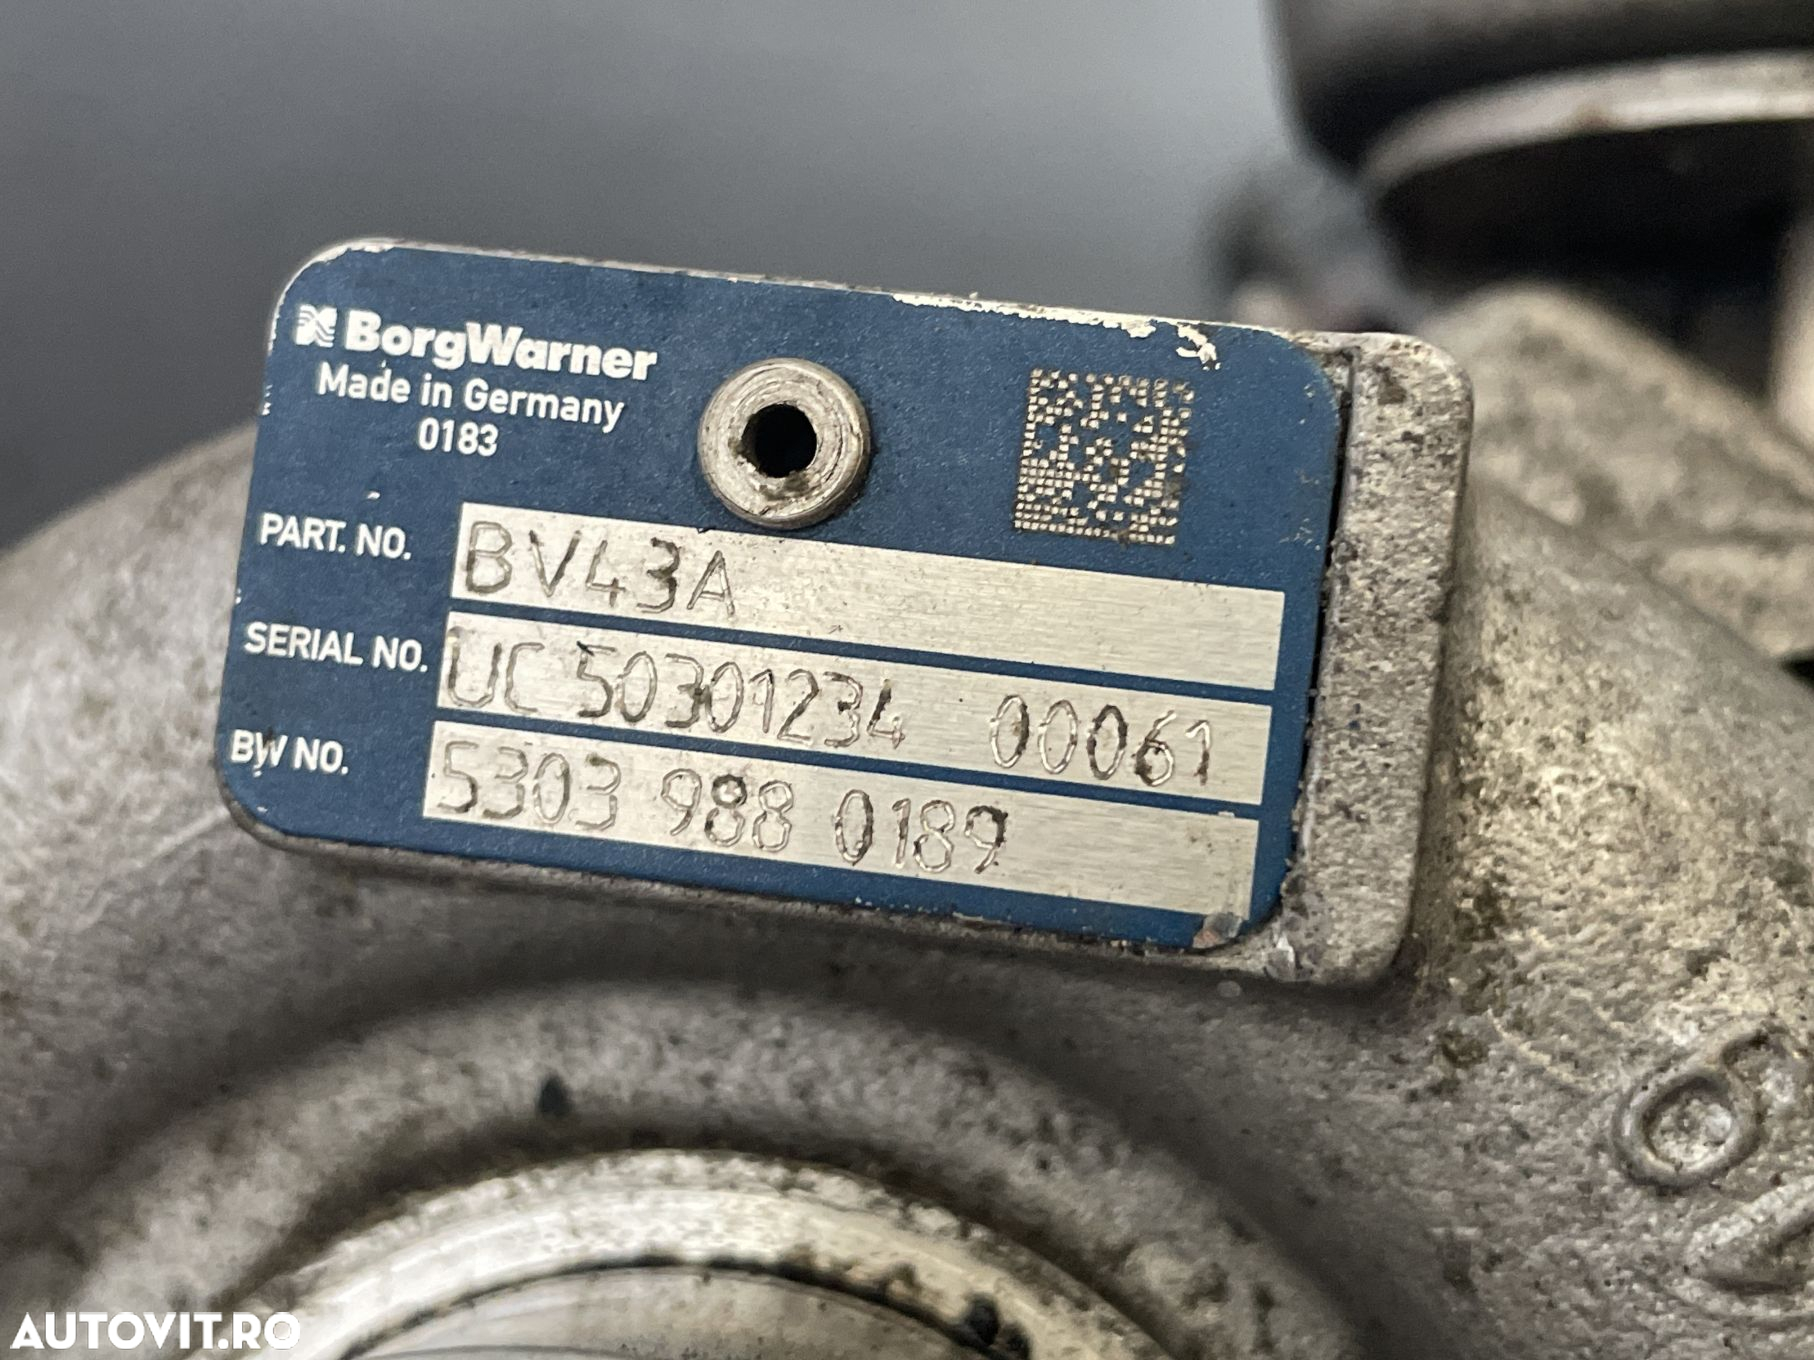 BorgWarner
Made in Germany
0183
PART. NO. BV43A
SERIAL NO. UC 50301234 00061
BW NO. 5303 988 0189
6
AUTOVIT.RO